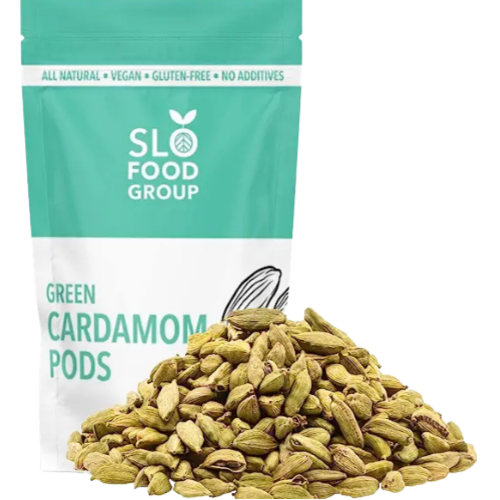 ALL NATURAL • VEGAN • GLUTEN-FREE • NO ADDITIVES
SLO
FOOD
GROUP
GREEN
CARDAMOM
PODS